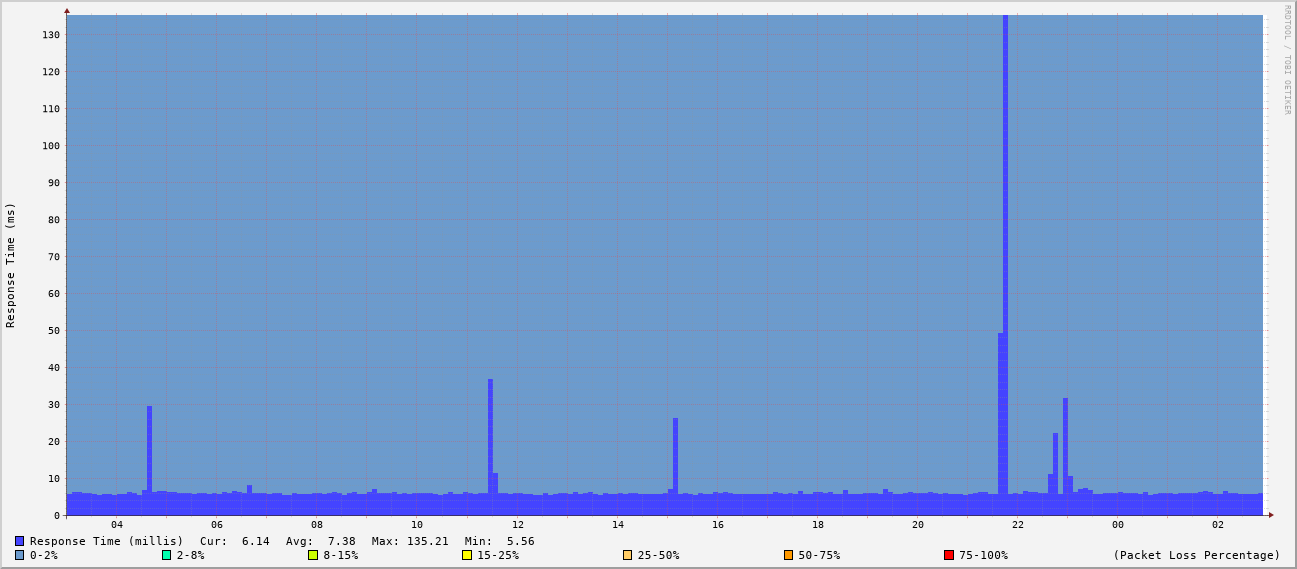 RRDTOOL / TOBI OETIKER
Response Time (ms)
130
120
110
100
90
80
70
60
50
40
30
20
10
0
04 06 08 10 12 14 16 18 20 22 00 02
Response Time (millis) Cur: 6.14 Avg: 7.38 Max: 135.21 Min: 5.56
0-2% 2-8% 8-15% 15-25% 25-50% 50-75% 75-100% (Packet Loss Percentage)